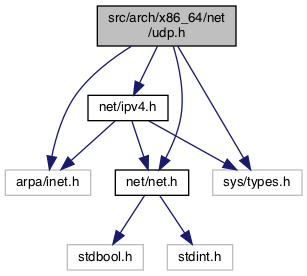 src/arch/x86_64/net
/udp.h
net/ipv4.h
arpa/inet.h
net/net.h
sys/types.h
stdbool.h
stdint.h